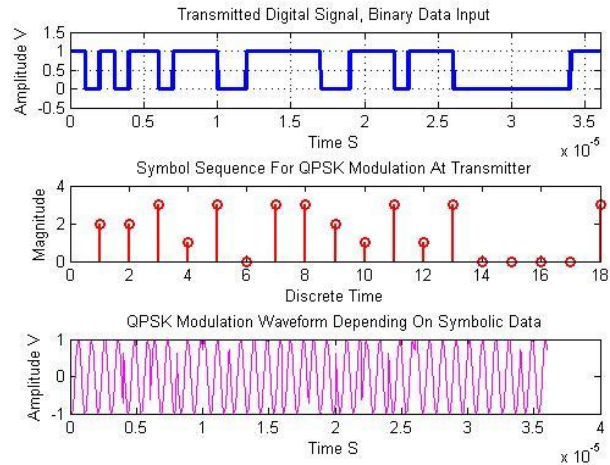 Transmitted Digital Signal, Binary Data Input
Amplitude V
1.5
1
0.5
0
-0.5
0 0.5 1 1.5 2 2.5 3 3.5
Time S
x 10^-5
Symbol Sequence For QPSK Modulation At Transmitter
Magnitude
4
2
0
0 2 4 6 8 10 12 14 16 18
Discrete Time
QPSK Modulation Waveform Depending On Symbolic Data
Amplitude V
1
0
-1
0 0.5 1 1.5 2 2.5 3 3.5 4
Time S
x 10^-5